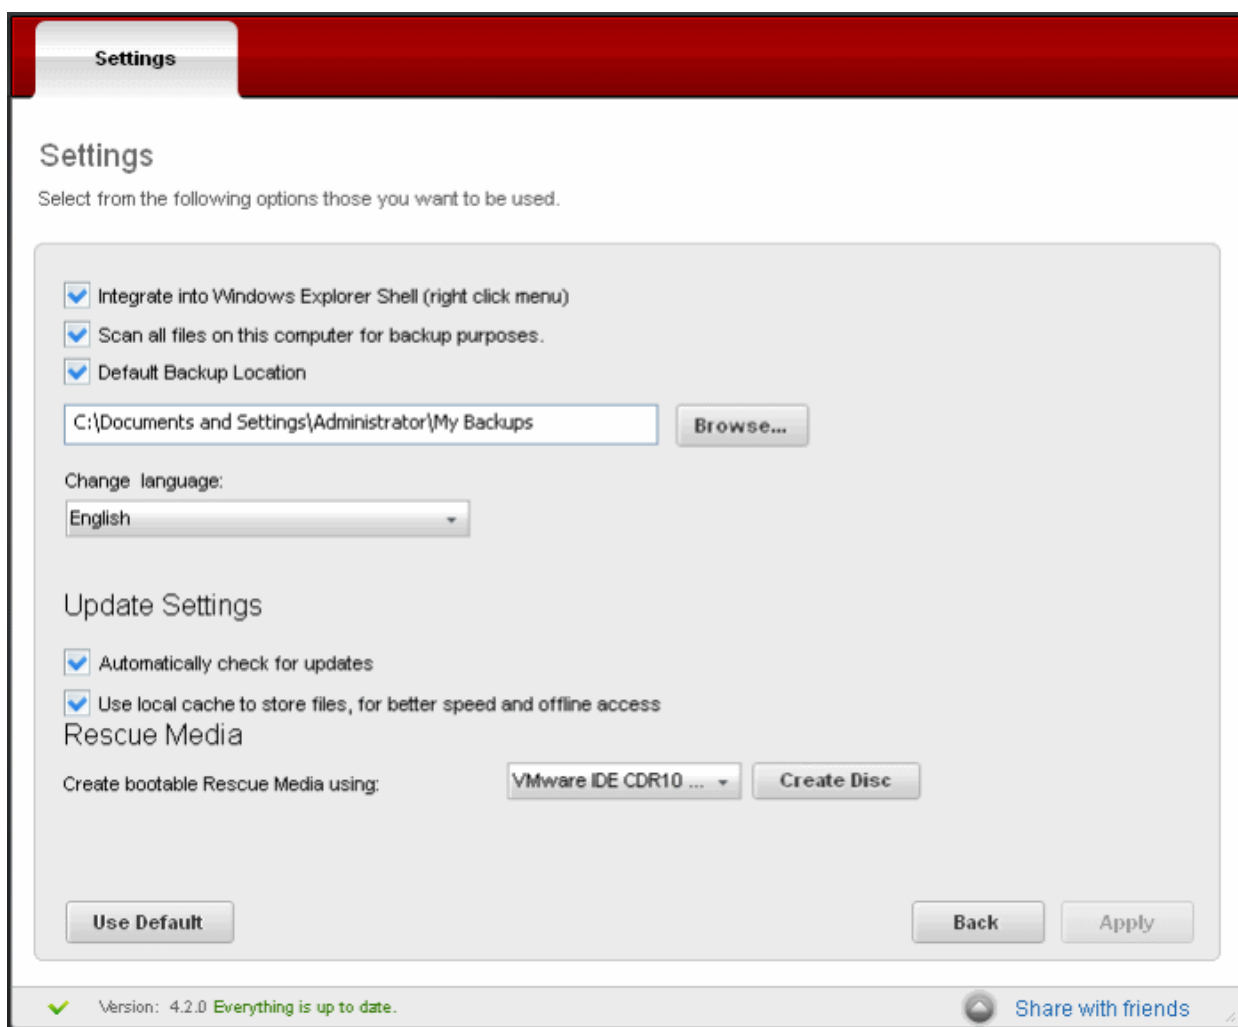 Settings
Settings
Select from the following options those you want to be used.
Integrate into Windows Explorer Shell (right click menu)
Scan all files on this computer for backup purposes.
Default Backup Location
C:\Documents and Settings\Administrator\My Backups
Browse...
Change language:
English
Update Settings
Automatically check for updates
Use local cache to store files, for better speed and offline access
Rescue Media
Create bootable Rescue Media using:
VMware IDE CDR10 ...
Create Disc
Use Default
Back
Apply
Version: 4.2.0 Everything is up to date.
Share with friends